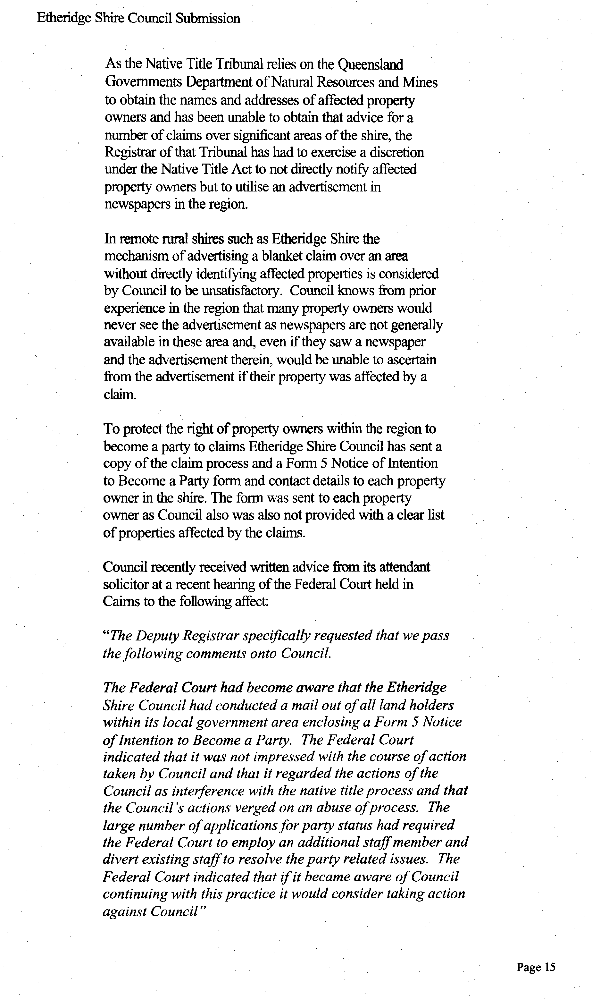 Etheridge Shire Council Submission
As the Native Title Tribunal relies on the Queensland
Governments Department of Natural Resources and Mines
to obtain the names and addresses of affected property
owners and has been unable to obtain that advice for a
number of claims over significant areas of the shire, the
Registrar of that Tribunal has had to exercise a discretion
under the Native Title Act to not directly notify affected
property owners but to utilise an advertisement in
newspapers in the region.
In remote rural shires such as Etheridge Shire the
mechanism of advertising a blanket claim over an area
without directly identifying affected properties is considered
by Council to be unsatisfactory. Council knows from prior
experience in the region that many property owners would
never see the advertisement as newspapers are not generally
available in these area and, even if they saw a newspaper
and the advertisement therein, would be unable to ascertain
from the advertisement if their property was affected by a
claim.
To protect the right of property owners within the region to
become a party to claims Etheridge Shire Council has sent a
copy of the claim process and a Form 5 Notice of Intention
to Become a Party form and contact details to each property
owner in the shire. The form was sent to each property
owner as Council also was also not provided with a clear list
of properties affected by the claims.
Council recently received written advice from its attendant
solicitor at a recent hearing of the Federal Court held in
Cairns to the following affect:
“The Deputy Registrar specifically requested that we pass
the following comments onto Council.
The Federal Court had become aware that the Etheridge
Shire Council had conducted a mail out of all land holders
within its local government area enclosing a Form 5 Notice
of Intention to Become a Party. The Federal Court
indicated that it was not impressed with the course of action
taken by Council and that it regarded the actions of the
Council as interference with the native title process and that
the Council's actions verged on an abuse of process. The
large number of applications for party status had required
the Federal Court to employ an additional staff member and
divert existing staff to resolve the party related issues. The
Federal Court indicated that if it became aware of Council
continuing with this practice it would consider taking action
against Council”
Page 15